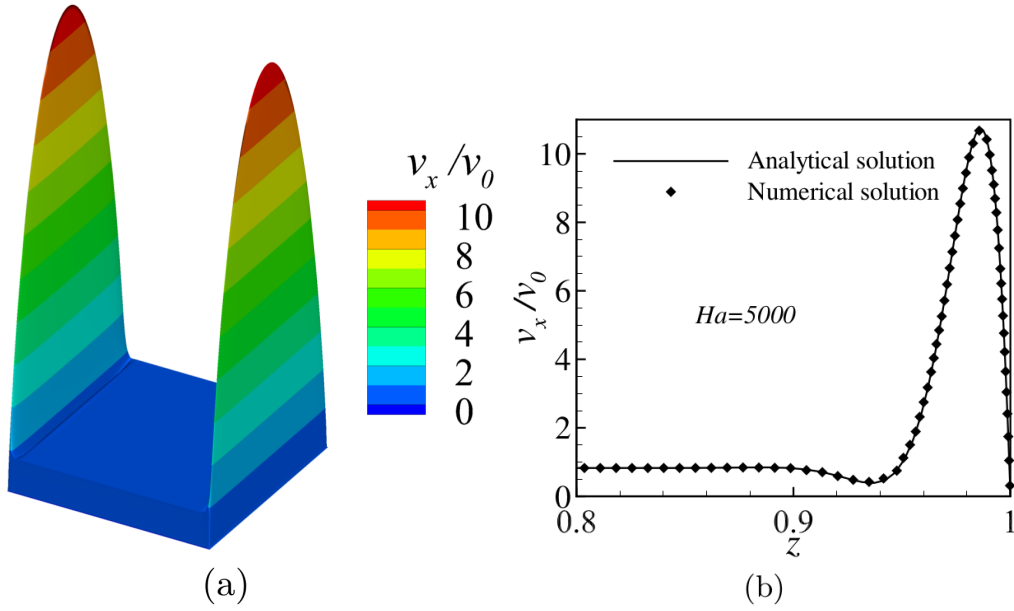 v_x/v_0
10
8
6
4
2
0
(a)
10
8
6
4
2
0
v_x/v_0
Analytical solution
Numerical solution
Ha=5000
0.8
0.9
1
z
(b)